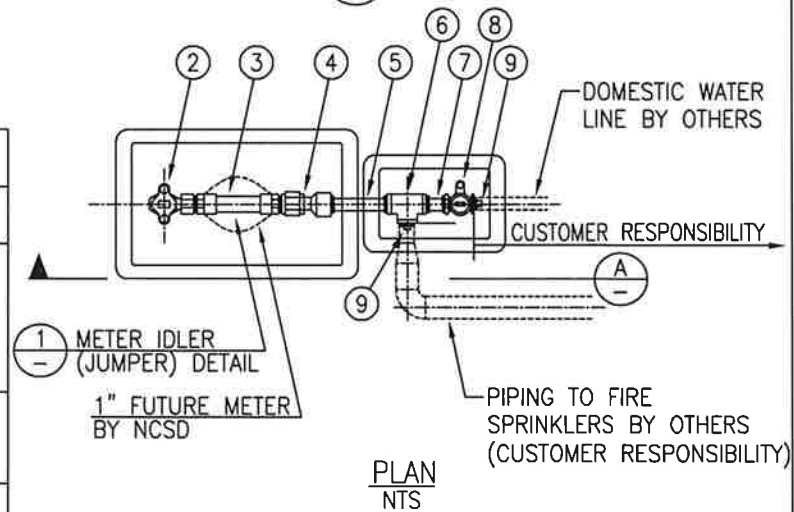 2
3
4
5
6
7
8
9
DOMESTIC WATER
LINE BY OTHERS
CUSTOMER RESPONSIBILITY
A
-
9
1
-
METER IDLER
(JUMPER) DETAIL
1" FUTURE METER
BY NCSD
PIPING TO FIRE
SPRINKLERS BY OTHERS
(CUSTOMER RESPONSIBILITY)
PLAN
NTS